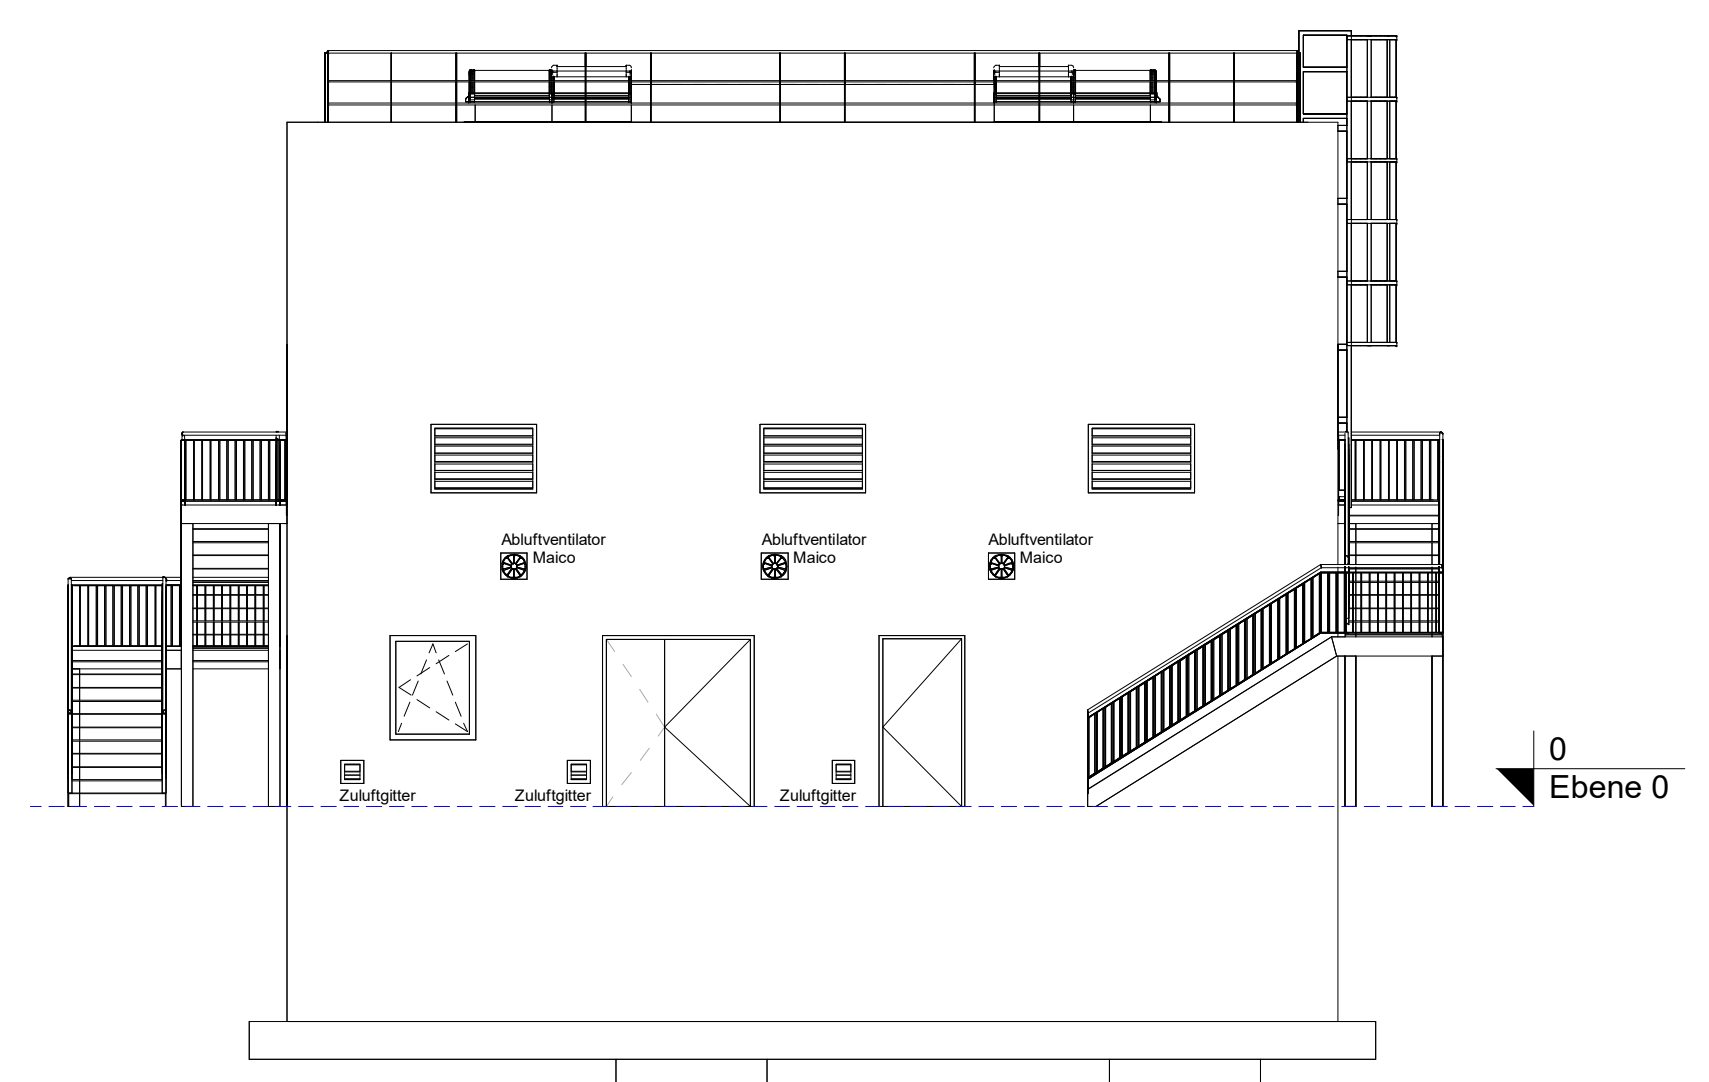 Abluftventilator
Maico
Abluftventilator
Maico
Abluftventilator
Maico
0
Ebene 0
Zuluftgitter
Zuluftgitter
Zuluftgitter